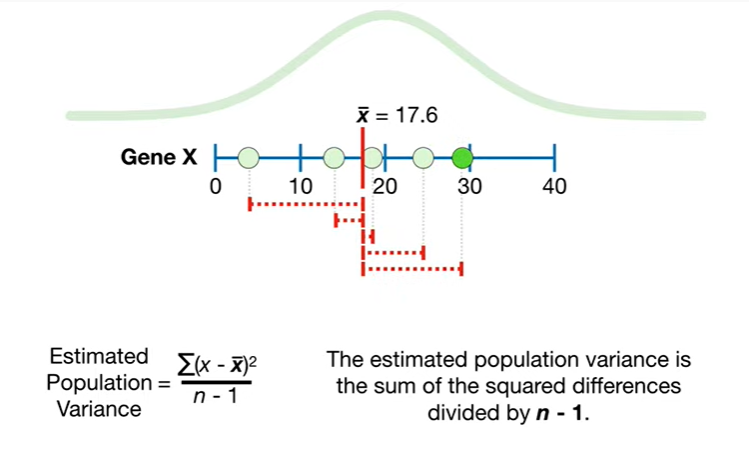 x̄ = 17.6
Gene X
0 10 20 30 40
Estimated
Population =
Variance
∑(x - x̄)²
n - 1
The estimated population variance is
the sum of the squared differences
divided by n - 1.